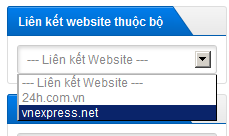 Liên kết website thuộc bộ
--- Liên kết Website ---
--- Liên kết Website ---
24h.com.vn
vnexpress.net